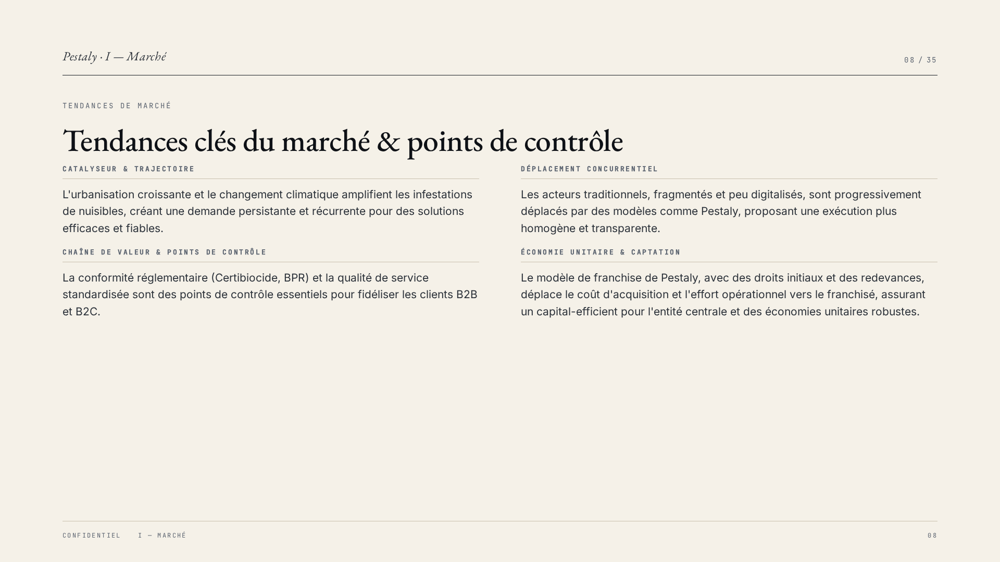 Pestaly · I — Marché
08 / 35
TENDANCES DE MARCHÉ
Tendances clés du marché & points de contrôle
CATALYSEUR & TRAJECTOIRE
L'urbanisation croissante et le changement climatique amplifient les infestations
de nuisibles, créant une demande persistante et récurrente pour des solutions
efficaces et fiables.
DÉPLACEMENT CONCURRENTIEL
Les acteurs traditionnels, fragmentés et peu digitalisés, sont progressivement
déplacés par des modèles comme Pestaly, proposant une exécution plus
homogène et transparente.
CHAÎNE DE VALEUR & POINTS DE CONTRÔLE
La conformité réglementaire (Certibiocide, BPR) et la qualité de service
standardisée sont des points de contrôle essentiels pour fidéliser les clients B2B
et B2C.
ÉCONOMIE UNITAIRE & CAPTATION
Le modèle de franchise de Pestaly, avec des droits initiaux et des redevances,
déplace le coût d'acquisition et l'effort opérationnel vers le franchisé, assurant
un capital-efficient pour l'entité centrale et des économies unitaires robustes.
CONFIDENTIEL I — MARCHÉ
08